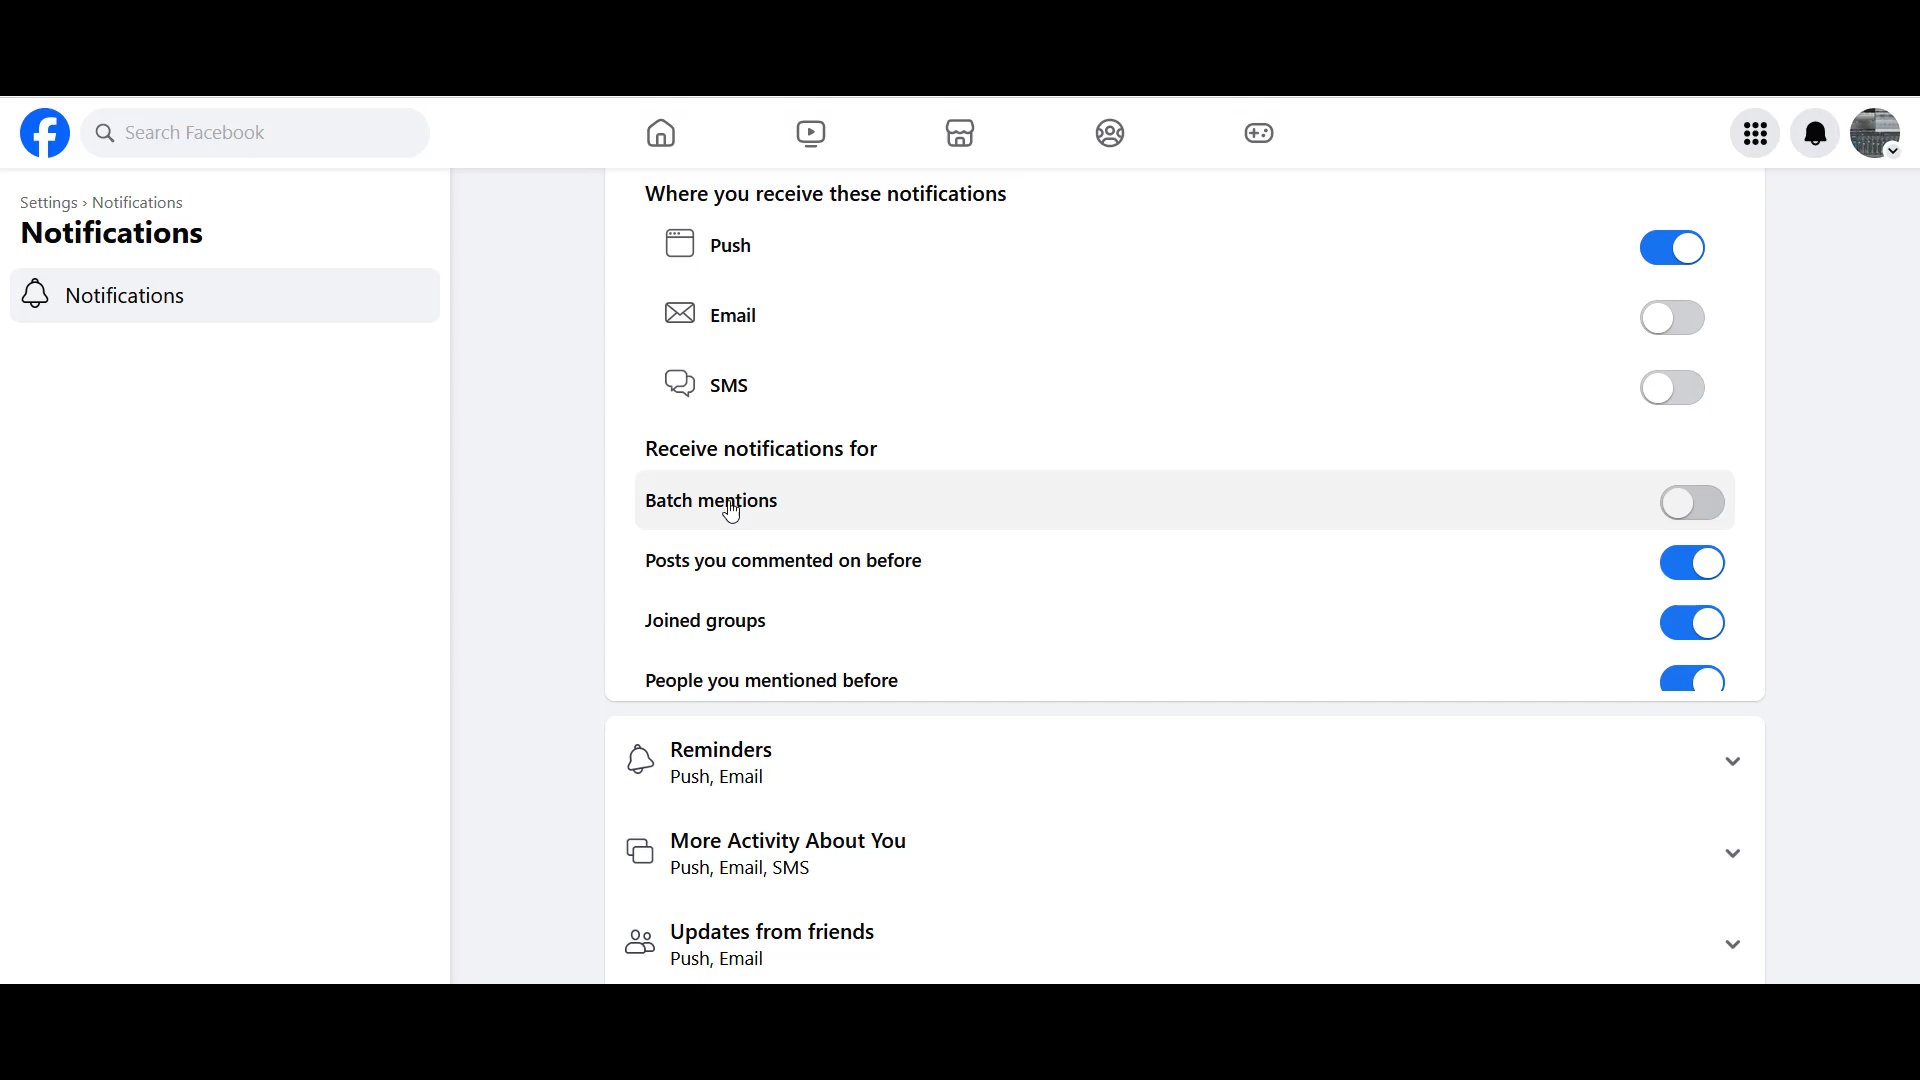 Search Facebook
Settings › Notifications
Notifications
Notifications
Where you receive these notifications
Push
Email
SMS
Receive notifications for
Batch mentions
Posts you commented on before
Joined groups
People you mentioned before
Reminders
Push, Email
More Activity About You
Push, Email, SMS
Updates from friends
Push, Email